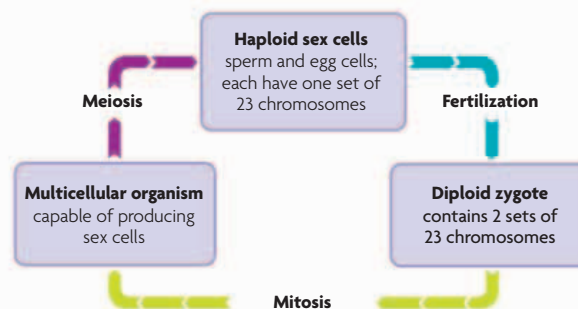 Haploid sex cells
sperm and egg cells;
each have one set of
23 chromosomes
Meiosis
Fertilization
Multicellular organism
capable of producing
sex cells
Diploid zygote
contains 2 sets of
23 chromosomes
Mitosis